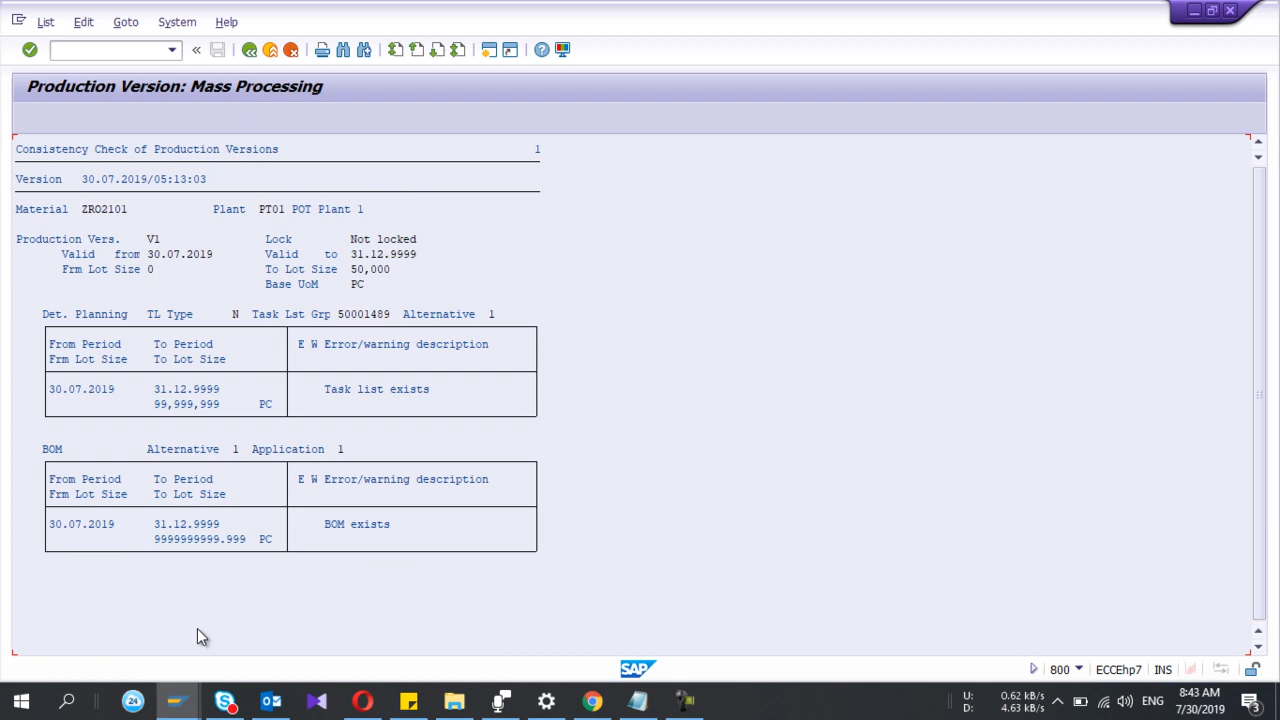 List Edit Goto System Help
Production Version: Mass Processing
Consistency Check of Production Versions 1
Version 30.07.2019/05:13:03
Material ZRO2101 Plant PT01 POT Plant 1
Production Vers. V1 Lock Not locked
Valid from 30.07.2019 Valid to 31.12.9999
Frm Lot Size 0 To Lot Size 50,000
Base UoM PC
Det. Planning TL Type N Task Lst Grp 50001489 Alternative 1
From Period To Period E W Error/warning description
Frm Lot Size To Lot Size
30.07.2019 31.12.9999 Task list exists
99,999,999 PC
BOM Alternative 1 Application 1
From Period To Period E W Error/warning description
Frm Lot Size To Lot Size
30.07.2019 31.12.9999 BOM exists
9999999999.999 PC
SAP
800 ECCEhp7 INS
24
U: 0.62 kB/s
D: 4.63 kB/s
ENG
8:43 AM
7/30/2019
3